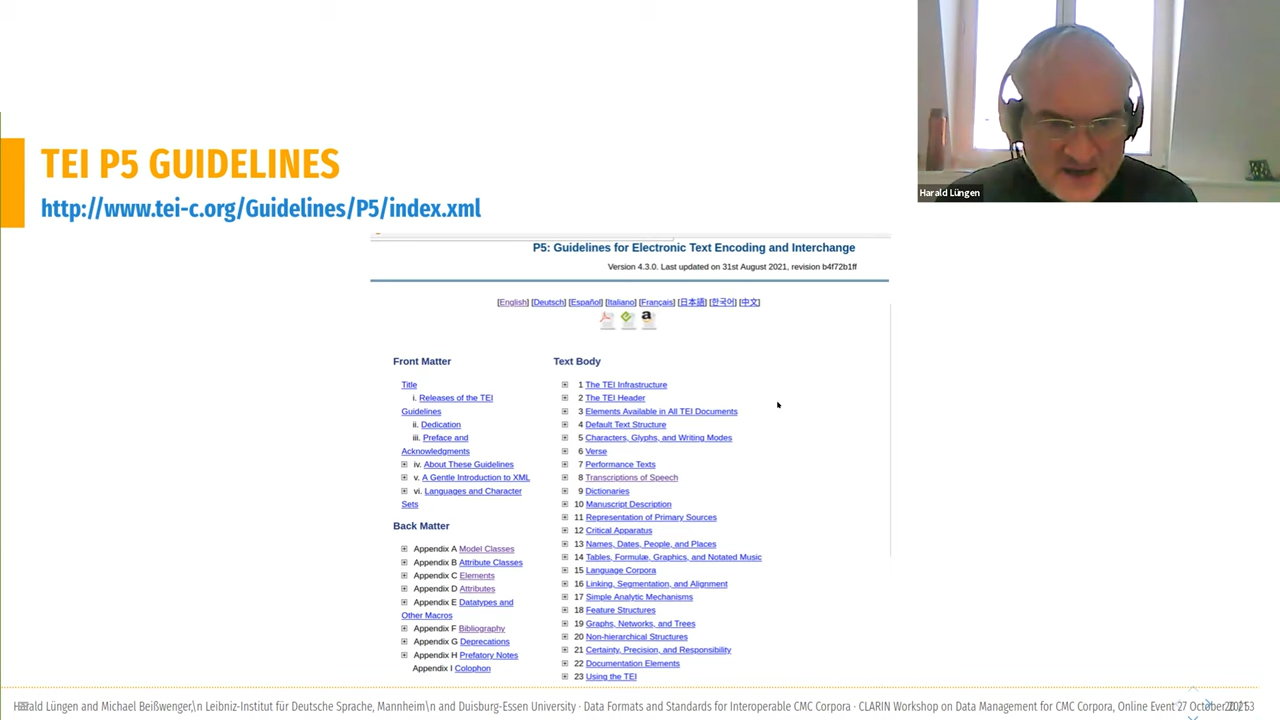 TEI P5 GUIDELINES
http://www.tei-c.org/Guidelines/P5/index.xml
Harald Lüngen
P5: Guidelines for Electronic Text Encoding and Interchange
Version 4.3.0. Last updated on 31st August 2021, revision b4f72b1ff
[English] [Deutsch] [Español] [Italiano] [Français] [日本語] [한국어] [中文]
Front Matter
Title
i. Releases of the TEI
Guidelines
ii. Dedication
iii. Preface and
Acknowledgments
iv. About These Guidelines
v. A Gentle Introduction to XML
vi. Languages and Character
Sets
Back Matter
Appendix A Model Classes
Appendix B Attribute Classes
Appendix C Elements
Appendix D Attributes
Appendix E Datatypes and
Other Macros
Appendix F Bibliography
Appendix G Deprecations
Appendix H Prefatory Notes
Appendix I Colophon
Text Body
1 The TEI Infrastructure
2 The TEI Header
3 Elements Available in All TEI Documents
4 Default Text Structure
5 Characters, Glyphs, and Writing Modes
6 Verse
7 Performance Texts
8 Transcriptions of Speech
9 Dictionaries
10 Manuscript Description
11 Representation of Primary Sources
12 Critical Apparatus
13 Names, Dates, People, and Places
14 Tables, Formulæ, Graphics, and Notated Music
15 Language Corpora
16 Linking, Segmentation, and Alignment
17 Simple Analytic Mechanisms
18 Feature Structures
19 Graphs, Networks, and Trees
20 Non-hierarchical Structures
21 Certainty, Precision, and Responsibility
22 Documentation Elements
23 Using the TEI
Harald Lüngen and Michael Beißwenger,\n Leibniz-Institut für Deutsche Sprache, Mannheim\n and Duisburg-Essen University · Data Formats and Standards for Interoperable CMC Corpora · CLARIN Workshop on Data Management for CMC Corpora, Online Event 27 October